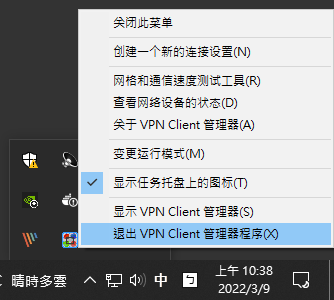 关闭此菜单
创建一个新的连接设置(N)
网格和通信速度测试工具(R)
查看网络设备的状态(D)
关于 VPN Client 管理器(A)
变更运行模式(M)
显示任务托盘上的图标(T)
显示 VPN Client 管理器(S)
退出 VPN Client 管理器程序(X)
晴時多雲
中
ㄅ
上午 10:38
2022/3/9